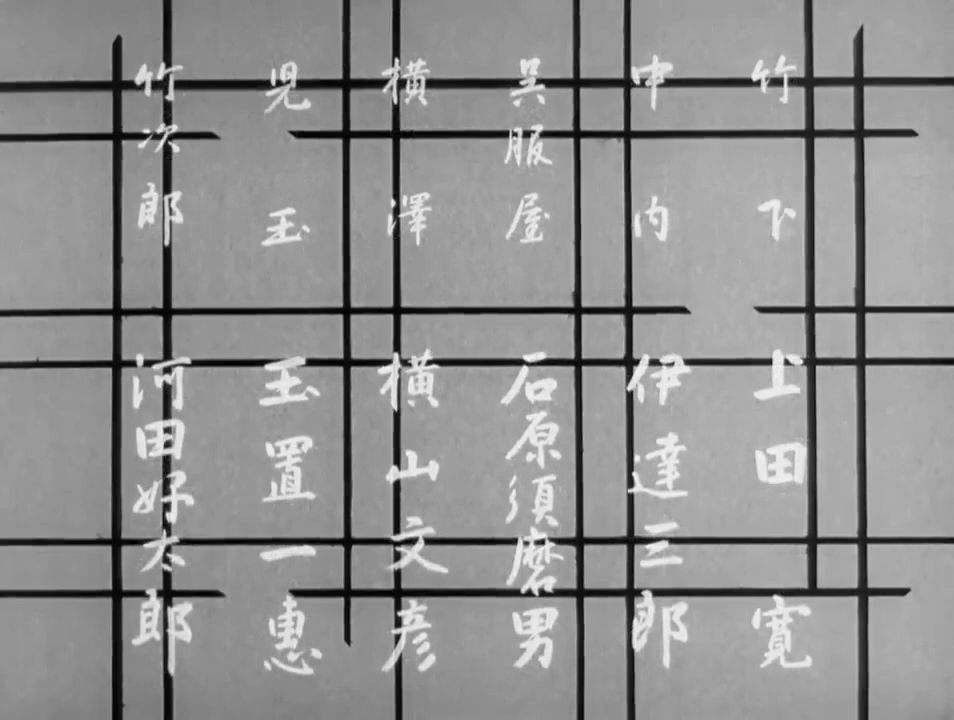 竹下 上田寛
中内 伊達三郎
呉服屋 石原須磨男
横澤 横山文彦
児玉 玉置一恵
竹次郎 河田好太郎